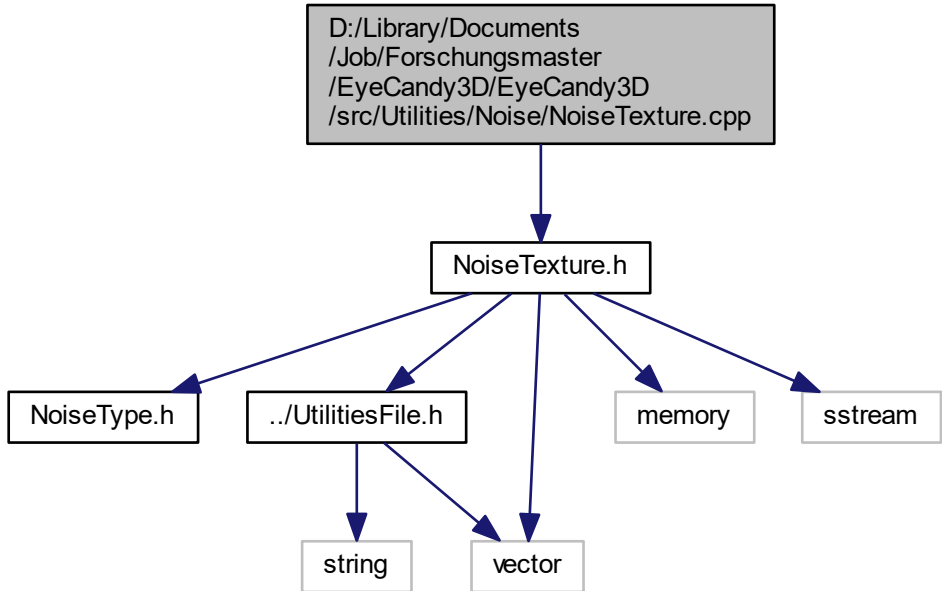 D:/Library/Documents
/Job/Forschungsmaster
/EyeCandy3D/EyeCandy3D
/src/Utilities/Noise/NoiseTexture.cpp
NoiseTexture.h
NoiseType.h
../UtilitiesFile.h
memory
sstream
string
vector